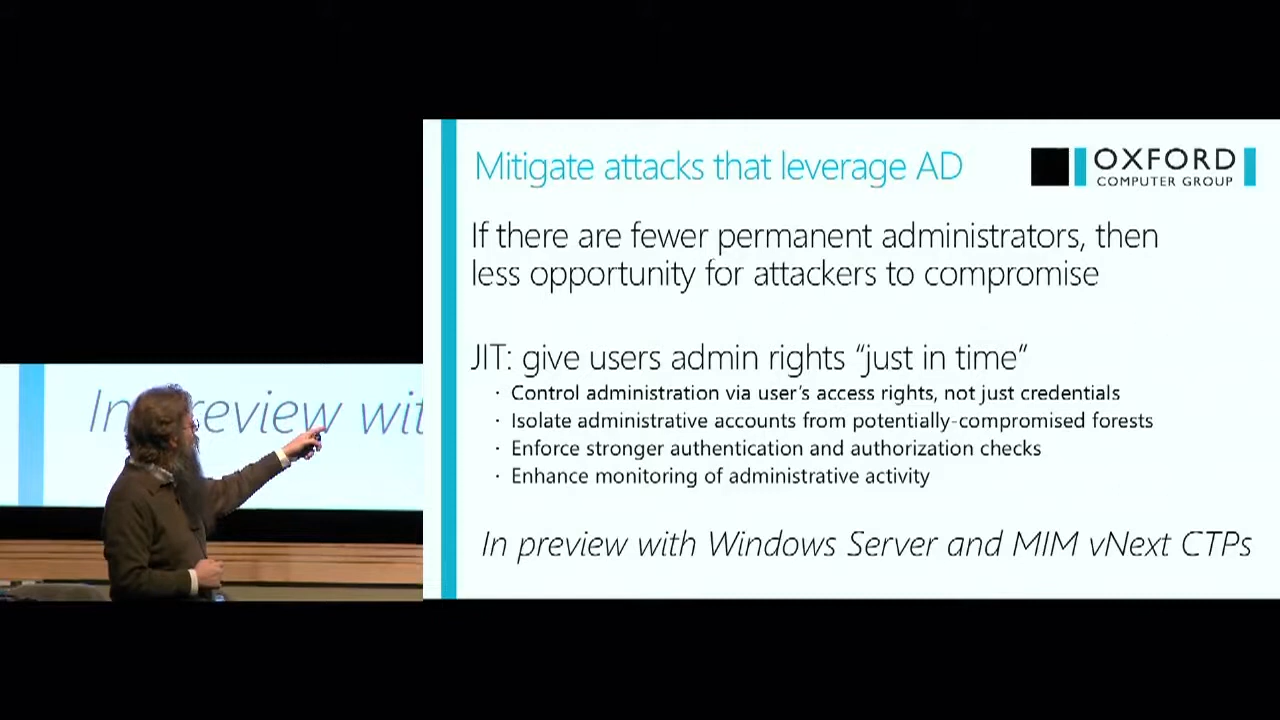 Mitigate attacks that leverage AD
OXFORD
COMPUTER GROUP
If there are fewer permanent administrators, then
less opportunity for attackers to compromise
JIT: give users admin rights “just in time”
· Control administration via user’s access rights, not just credentials
· Isolate administrative accounts from potentially-compromised forests
· Enforce stronger authentication and authorization checks
· Enhance monitoring of administrative activity
In preview with Windows Server and MIM vNext CTPs
In preview wit